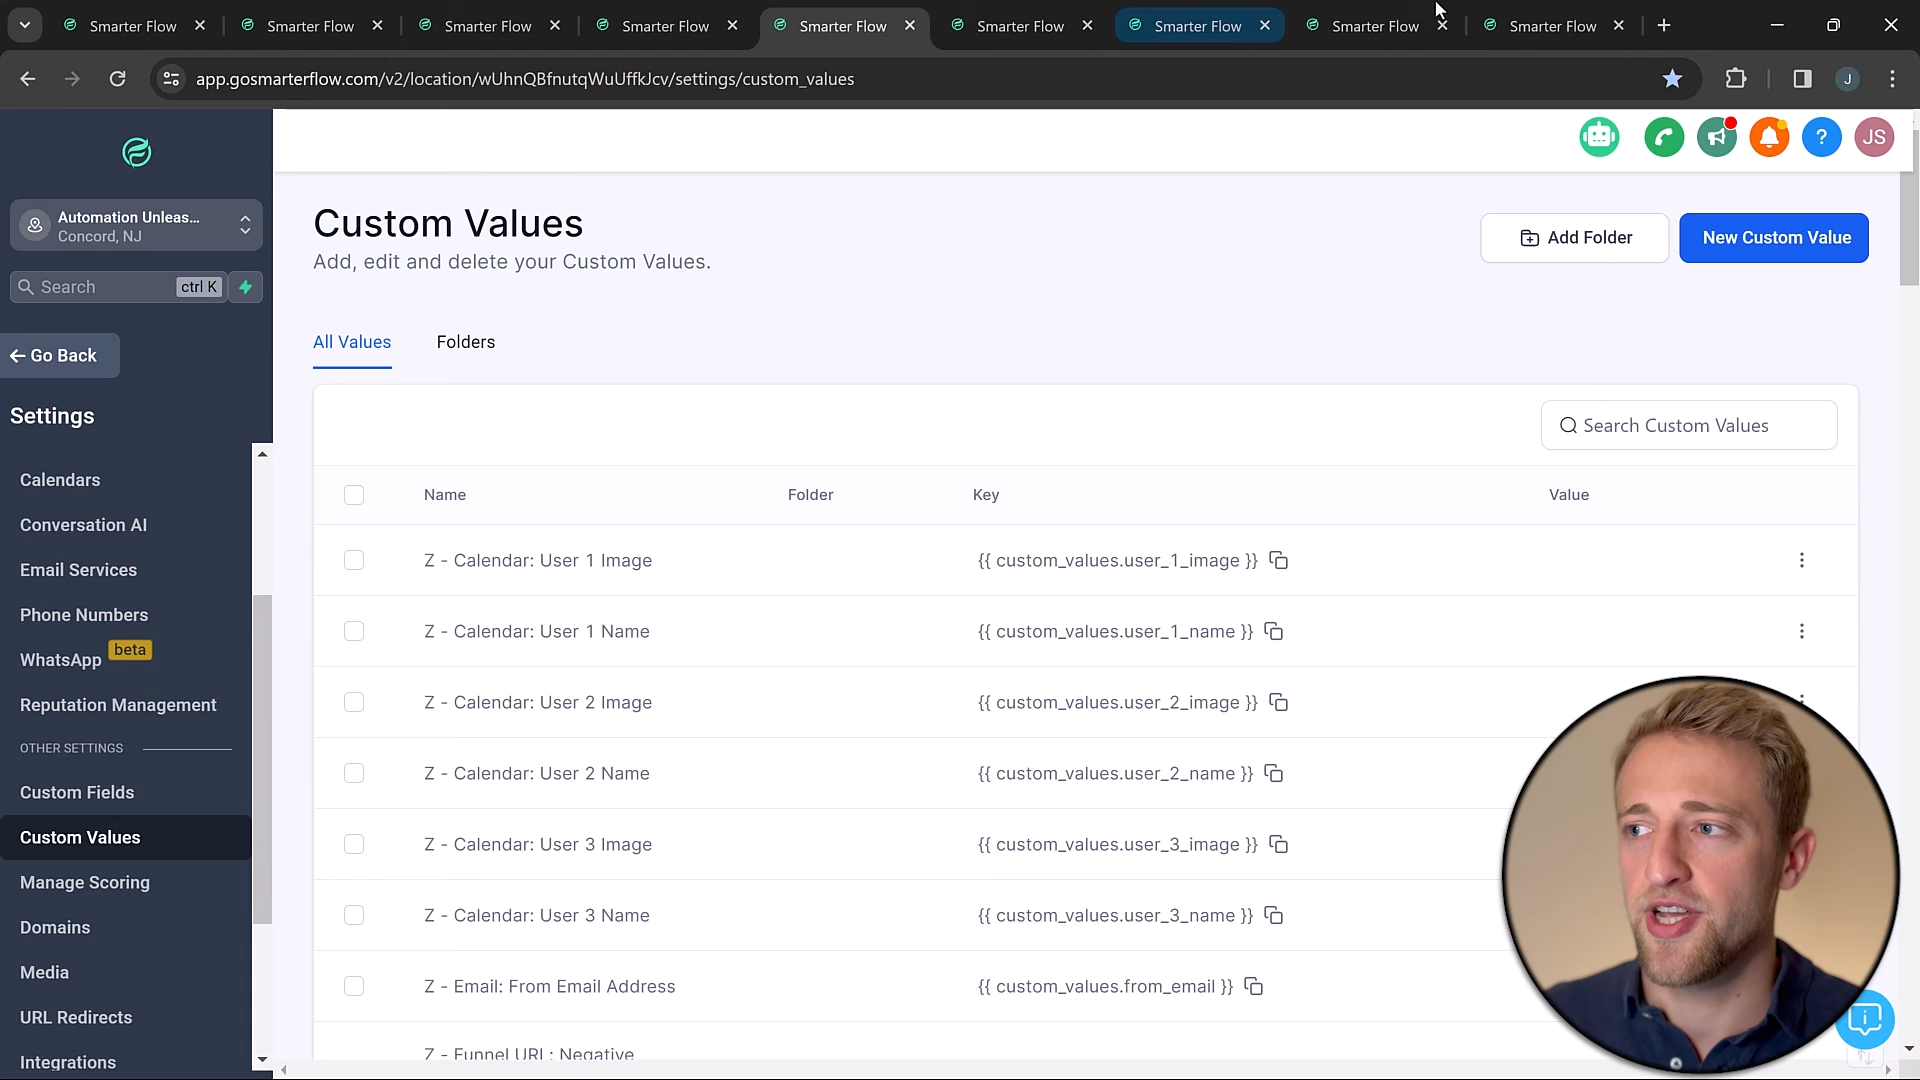 Smarter Flow
Smarter Flow
Smarter Flow
Smarter Flow
Smarter Flow
Smarter Flow
Smarter Flow
Smarter Flow
Smarter Flow
app.gosmarterflow.com/v2/location/wUhnQBfnutqWuUffkJcv/settings/custom_values
J
JS
Automation Unleas...
Concord, NJ
Search
ctrl K
Go Back
Settings
Calendars
Conversation AI
Email Services
Phone Numbers
WhatsApp beta
Reputation Management
OTHER SETTINGS
Custom Fields
Custom Values
Manage Scoring
Domains
Media
URL Redirects
Integrations
Custom Values
Add, edit and delete your Custom Values.
Add Folder
New Custom Value
All Values
Folders
Search Custom Values
Name Folder Key Value
Z - Calendar: User 1 Image {{ custom_values.user_1_image }}
Z - Calendar: User 1 Name {{ custom_values.user_1_name }}
Z - Calendar: User 2 Image {{ custom_values.user_2_image }}
Z - Calendar: User 2 Name {{ custom_values.user_2_name }}
Z - Calendar: User 3 Image {{ custom_values.user_3_image }}
Z - Calendar: User 3 Name {{ custom_values.user_3_name }}
Z - Email: From Email Address {{ custom_values.from_email }}
Z - Funnel URL: Negative